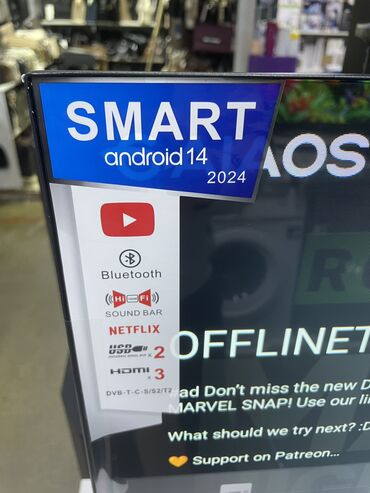 SMART
android 14
2024
AOS
Bluetooth
Hi-Fi
SOUND BAR
NETFLIX
USB x 2
HDMI x 3
DVB-T-C-S/S2/T2
OFFLINET
Don't miss the new D
MARVEL SNAP! Use our li
What should we try next? :D
🧡 Support on Patreon...